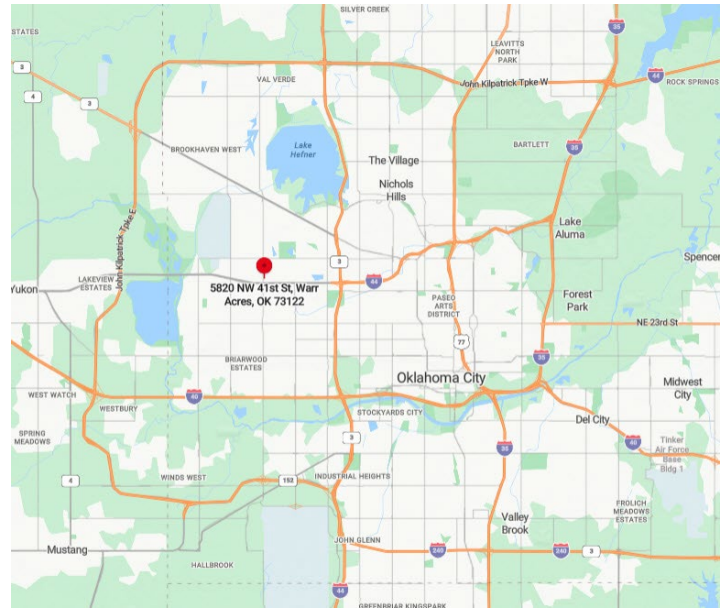 SILVER CREEK
ESTATES
LEAVITTS
NORTH
PARK
35
3
44
John Kilpatrick Tpke W
VAL VERDE
ROCK SPRINGS
4
3
Lake
Hefner
BROOKHAVEN WEST
BARTLETT
35
The Village
Nichols
Hills
John Kilpatrick Tpke E
Lake
Aluma
Spencer
3
LAKEVIEW
ESTATES
Yukon
44
5820 NW 41st St, Warr
Acres, OK 73122
PASEO
ARTS
DISTRICT
Forest
Park
NE 23rd St
77
35
BRIARWOOD
ESTATES
Oklahoma City
Midwest
City
WEST WATCH
40
WESTBURY
STOCKYARDS CITY
Del City
SPRING
MEADOWS
3
35
40
Tinker
Air Force
Base
Bldg 1
4
WINDS WEST
152
INDUSTRIAL HEIGHTS
FROLICH
MEADOWS
ESTATES
Valley
Brook
Mustang
JOHN GLENN
240
240
3
HALLBROOK
44
GREENBRIAR KINGSPARK